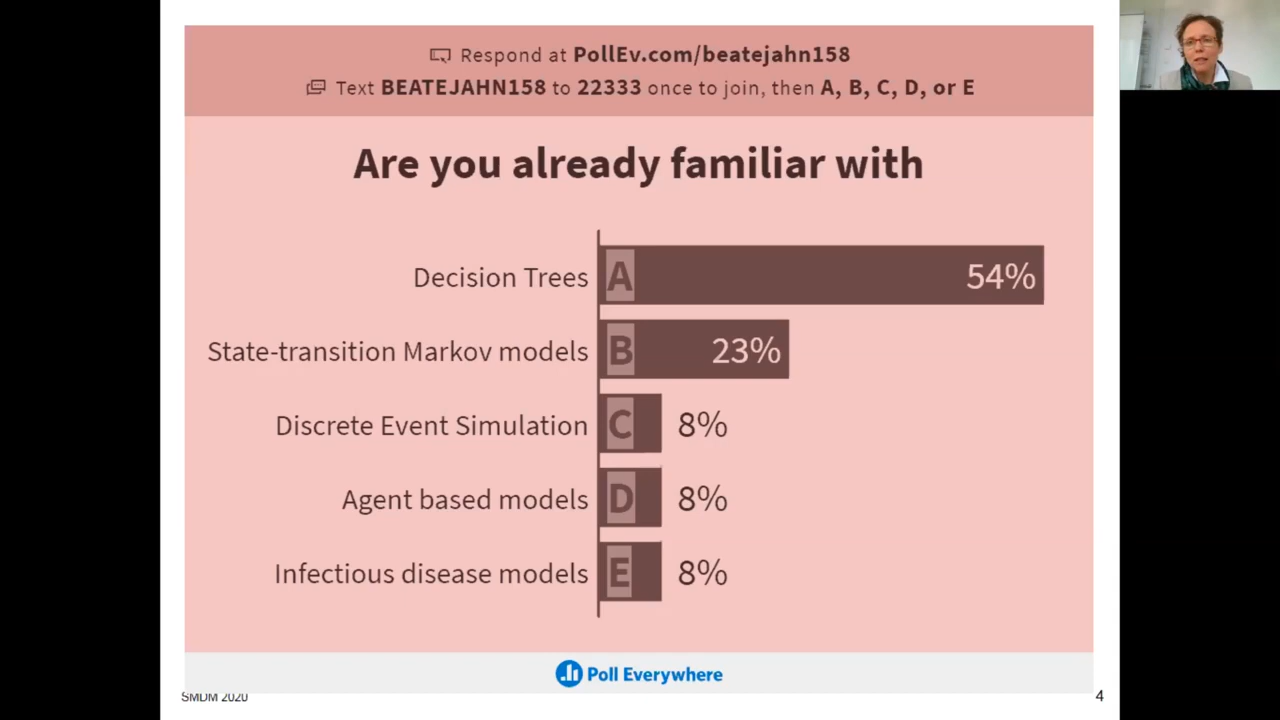 Respond at PollEv.com/beatejahn158
Text BEATEJAHN158 to 22333 once to join, then A, B, C, D, or E
Are you already familiar with
Decision Trees A 54%
State-transition Markov models B 23%
Discrete Event Simulation C 8%
Agent based models D 8%
Infectious disease models E 8%
Poll Everywhere
SMDM 2020
4